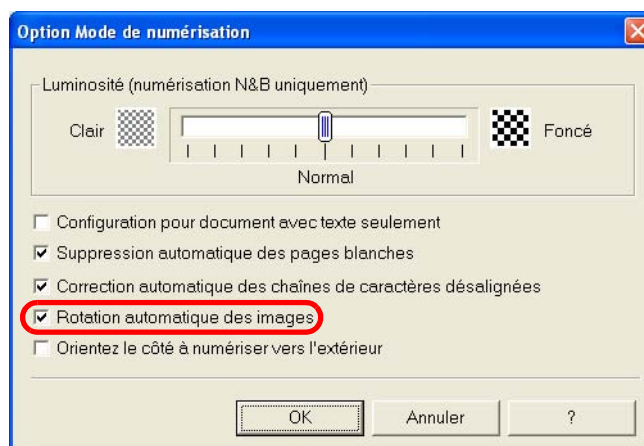 Option Mode de numérisation
Luminosité (numérisation N&B uniquement)
Clair
Foncé
Normal
Configuration pour document avec texte seulement
Suppression automatique des pages blanches
Correction automatique des chaînes de caractères désalignées
Rotation automatique des images
Orientez le côté à numériser vers l'extérieur
OK Annuler ?